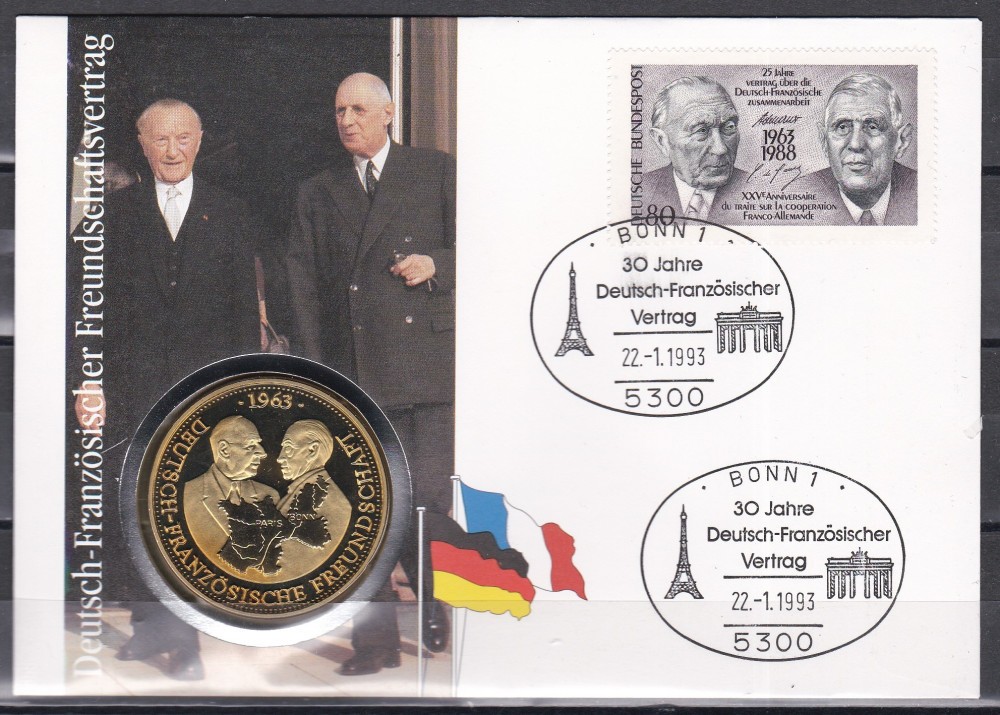 Deutsch-Französischer Freundschaftsvertrag
DEUTSCHE BUNDESPOST
25 JAHRE
VERTRAG ÜBER DIE
DEUTSCH-FRANZÖSISCHE
ZUSAMMENARBEIT
1963
1988
XXVE ANNIVERSAIRE
DU TRAITE SUR LA COOPERATION
FRANCO-ALLEMANDE
80
· BONN 1 ·
30 Jahre
Deutsch-Französischer
Vertrag
22.-1.1993
5300
· 1963 ·
DEUTSCH-FRANZÖSISCHE FREUNDSCHAFT
PARIS
BONN
· BONN 1 ·
30 Jahre
Deutsch-Französischer
Vertrag
22.-1.1993
5300